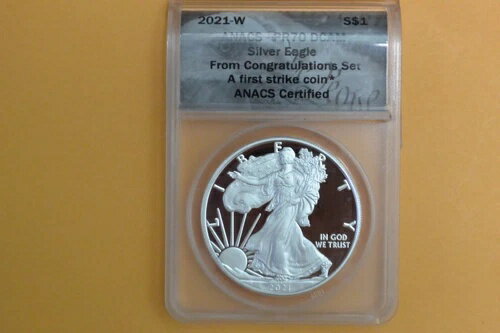 2021-W S$1
ANACS PR70 DCAM
Silver Eagle
From Congratulations Set
A first strike coin*
ANACS Certified
LIBERTY
IN GOD
WE TRUST
2021